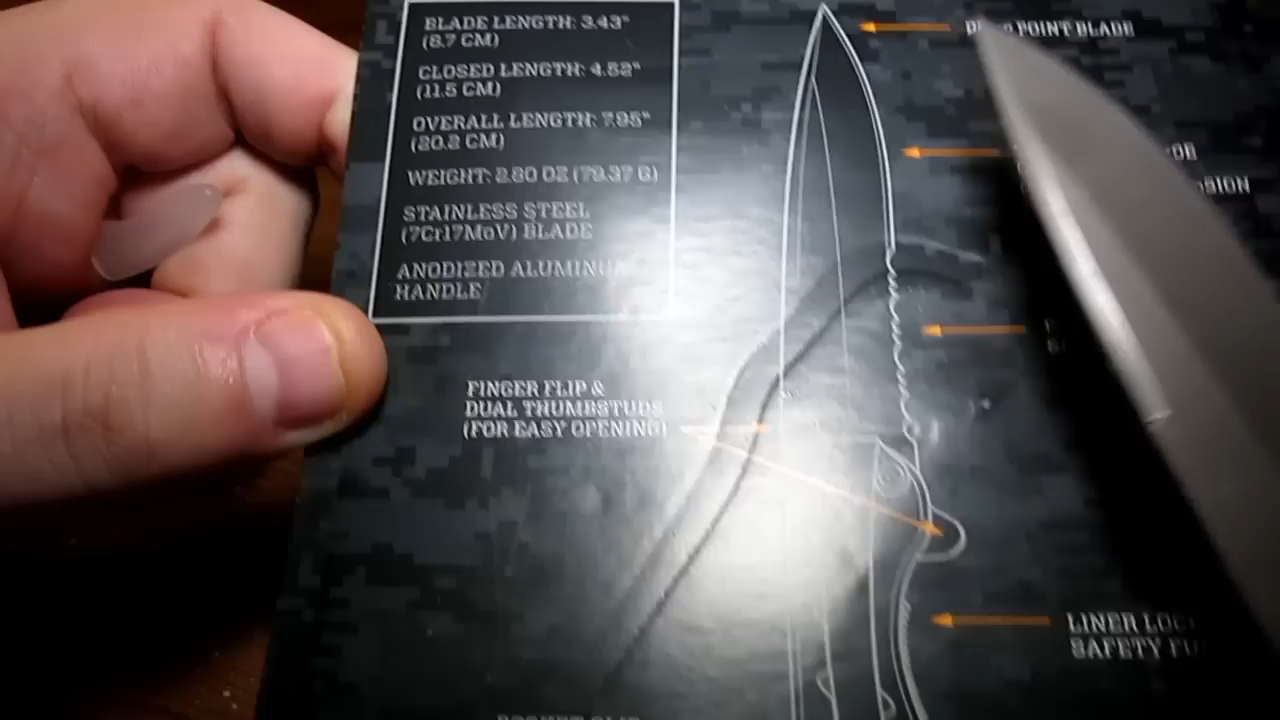 BLADE LENGTH: 3.43"
(8.7 CM)
CLOSED LENGTH: 4.52"
(11.5 CM)
OVERALL LENGTH: 7.95"
(20.2 CM)
WEIGHT: 2.80 OZ (79.37 G)
STAINLESS STEEL
(7Cr17MoV) BLADE
ANODIZED ALUMINUM
HANDLE
FINGER FLIP &
DUAL THUMBSTUDS
(FOR EASY OPENING)
POINT BLADE
LINER
SAFETY